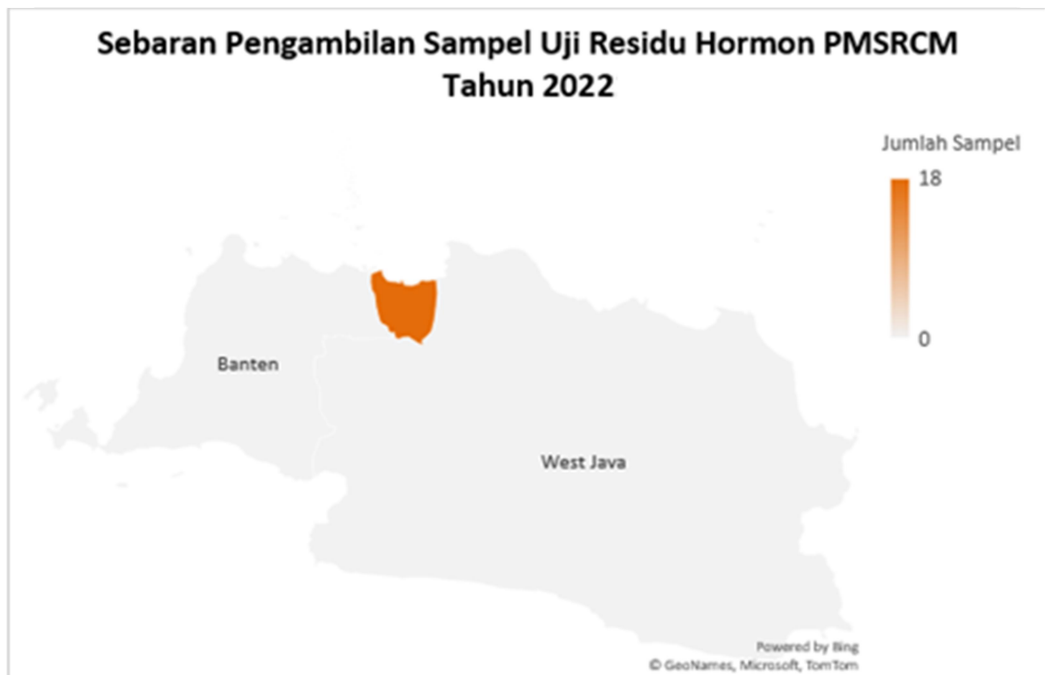 Sebaran Pengambilan Sampel Uji Residu Hormon PMSRCM
Tahun 2022
Jumlah Sampel
18
0
Banten
West Java
Powered by Bing
© GeoNames, Microsoft, TomTom